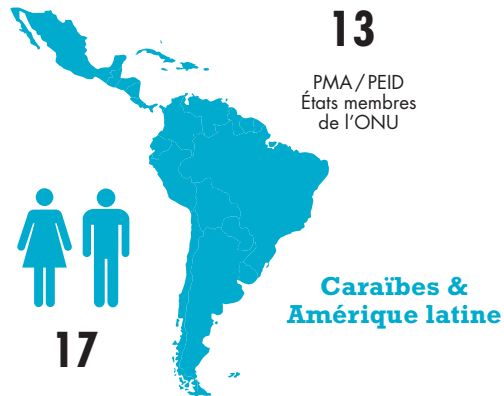 13
PMA/PEID
États membres
de l'ONU
Caraïbes &
Amérique latine
17